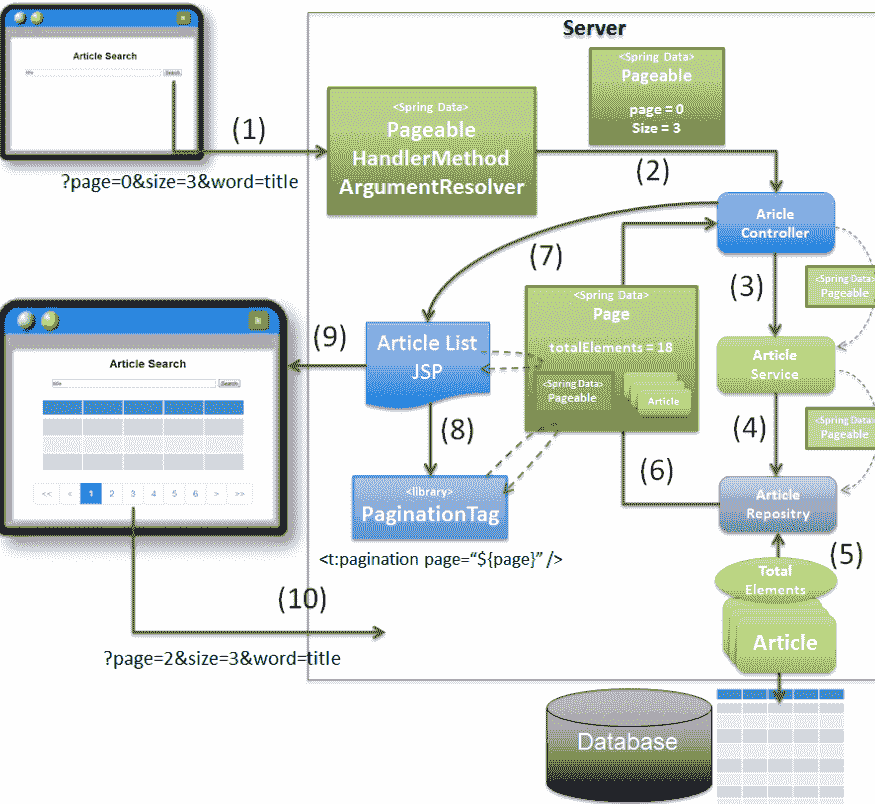 Server
Article Search
title
Search
(1)
?page=0&size=3&word=title
<Spring Data>
Pageable
HandlerMethod
ArgumentResolver
<Spring Data>
Pageable
page = 0
Size = 3
(2)
Aricle
Controller
(3)
<Spring Data>
Pageable
Article
Service
(4)
<Spring Data>
Pageable
Article
Repositry
(5)
Total
Elements
Article
Database
(6)
<Spring Data>
Page
totalElements = 18
<Spring Data>
Pageable
Article
(7)
Article List
JSP
(8)
<library>
PaginationTag
<t:pagination page=“${page}” />
(9)
Article Search
title
Search
<< < 1 2 3 4 5 6 > >>
(10)
?page=2&size=3&word=title